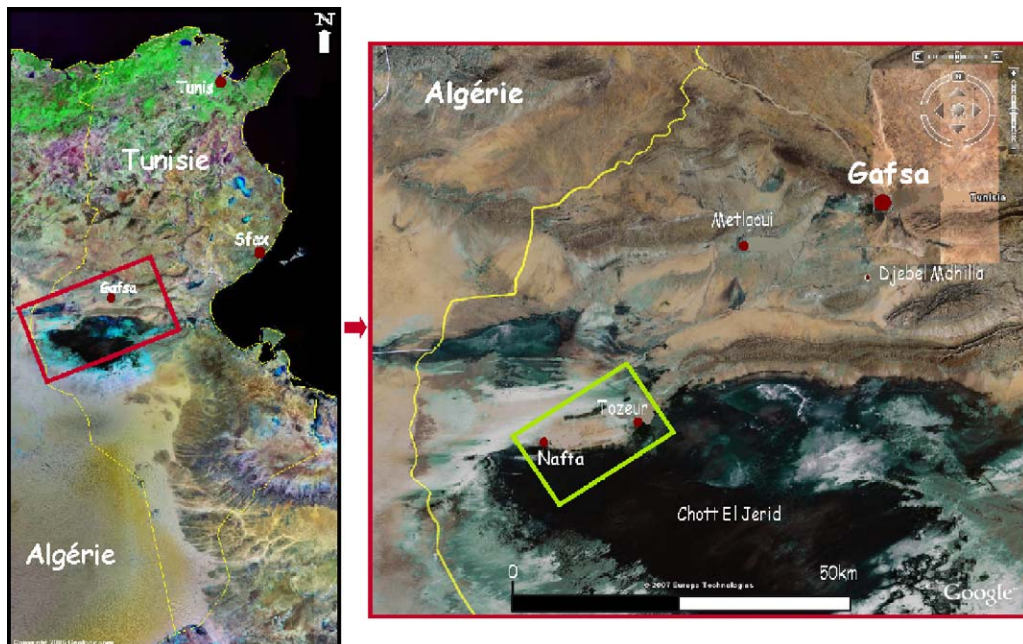 N
Tunis
Tunisie
Sfax
Gafsa
Algérie
Algérie
N
Gafsa
Tunisia
Metlaoui
Djebel Mdhilla
Tozeur
Nafta
Chott El Jerid
0
50km
© 2007 Europa Technologies
Google